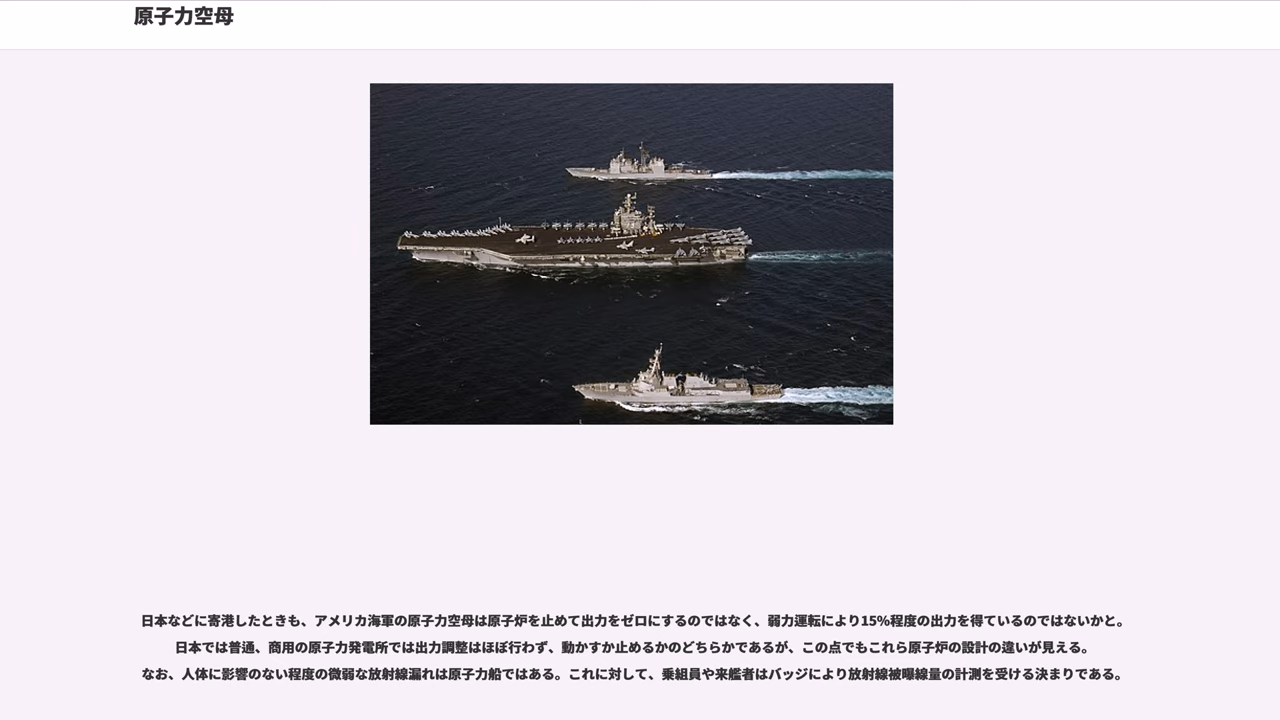 原子力空母
日本などに寄港したときも、アメリカ海軍の原子力空母は原子炉を止めて出力をゼロにするのではなく、弱力運転により15%程度の出力を得ているのではないかと。
日本では普通、商用の原子力発電所では出力調整はほぼ行わず、動かすか止めるかのどちらかであるが、この点でもこれら原子炉の設計の違いが見える。
なお、人体に影響のない程度の微弱な放射線漏れは原子力船ではある。これに対して、乗組員や来艦者はバッジにより放射線被曝線量の計測を受ける決まりである。